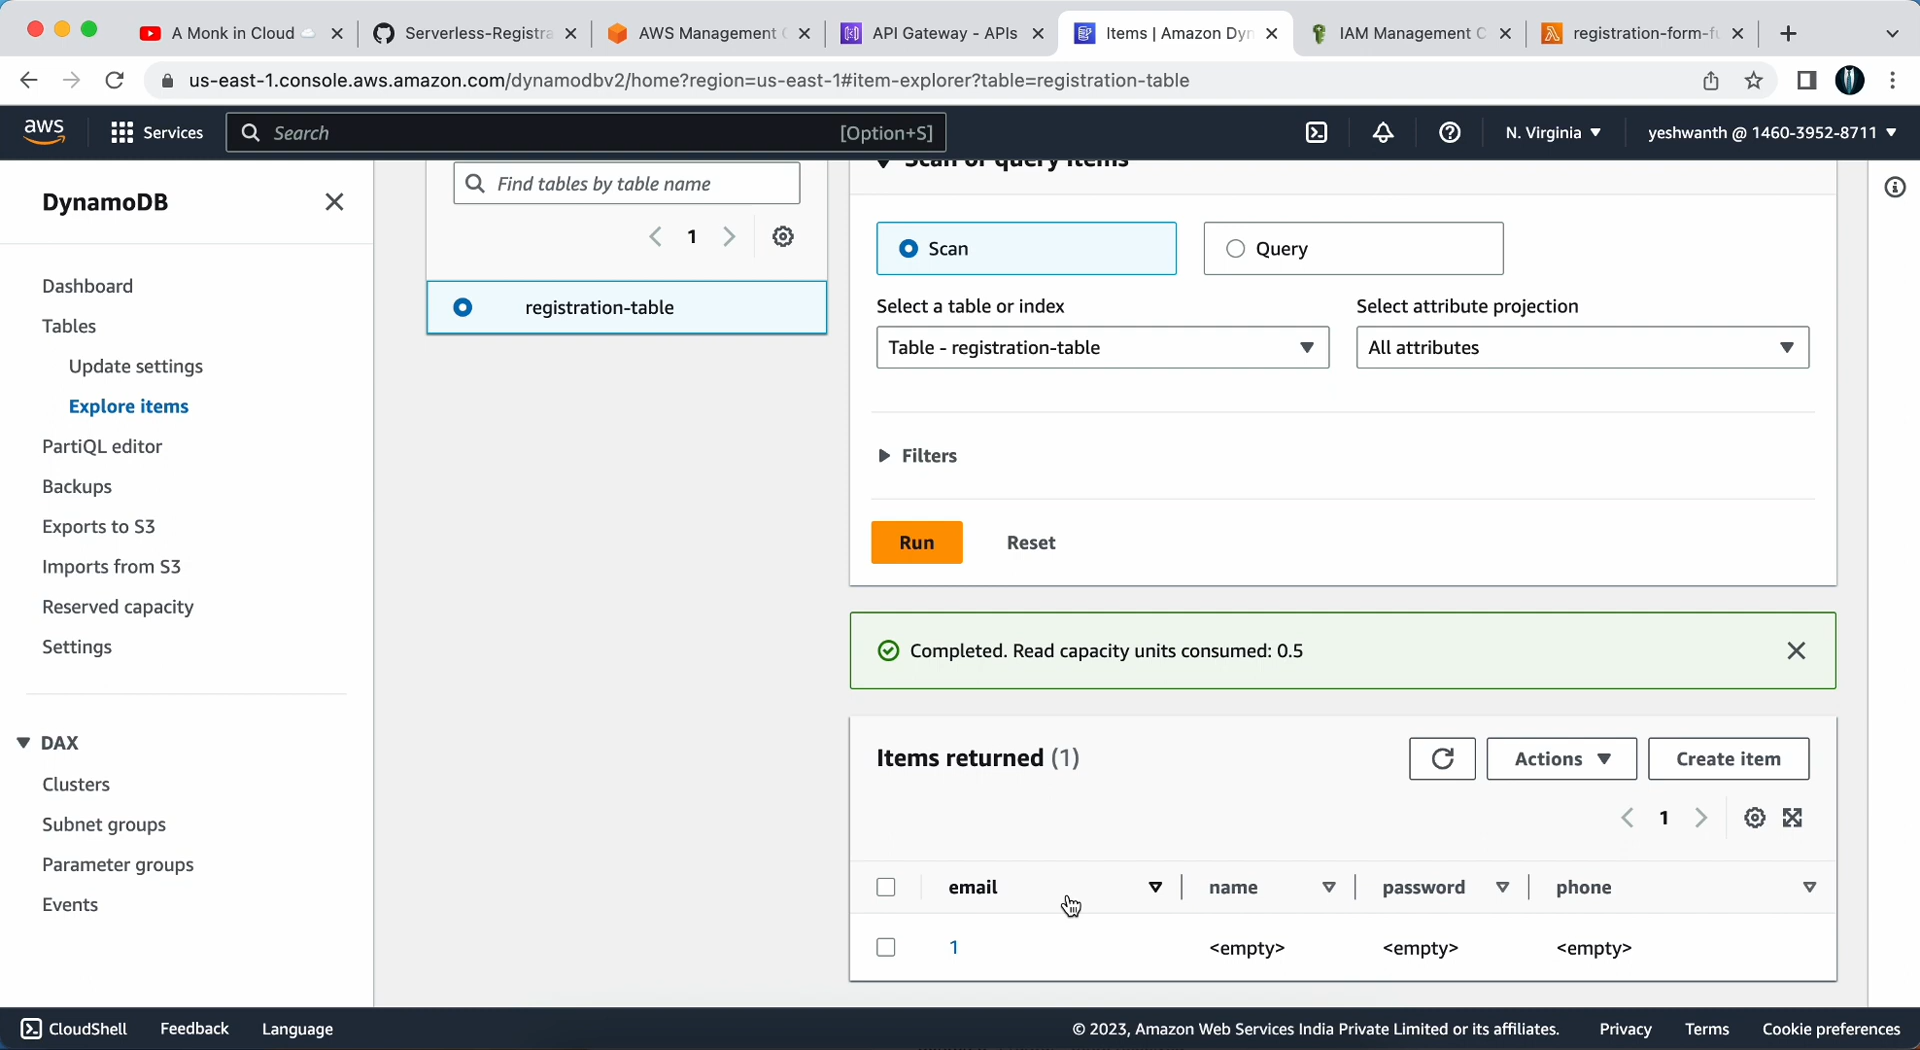 A Monk in Cloud
Serverless-Registra
AWS Management C
API Gateway - APIs
Items | Amazon Dyn
IAM Management C
registration-form-fu
us-east-1.console.aws.amazon.com/dynamodbv2/home?region=us-east-1#item-explorer?table=registration-table
aws
Services
Search
[Option+S]
N. Virginia
yeshwanth @ 1460-3952-8711
DynamoDB
Dashboard
Tables
Update settings
Explore items
PartiQL editor
Backups
Exports to S3
Imports from S3
Reserved capacity
Settings
DAX
Clusters
Subnet groups
Parameter groups
Events
Find tables by table name
1
registration-table
Scan or query items
Scan
Query
Select a table or index
Select attribute projection
Table - registration-table
All attributes
Filters
Run
Reset
Completed. Read capacity units consumed: 0.5
Items returned (1)
Actions
Create item
1
email
name
password
phone
1
<empty>
<empty>
<empty>
CloudShell
Feedback
Language
© 2023, Amazon Web Services India Private Limited or its affiliates.
Privacy
Terms
Cookie preferences